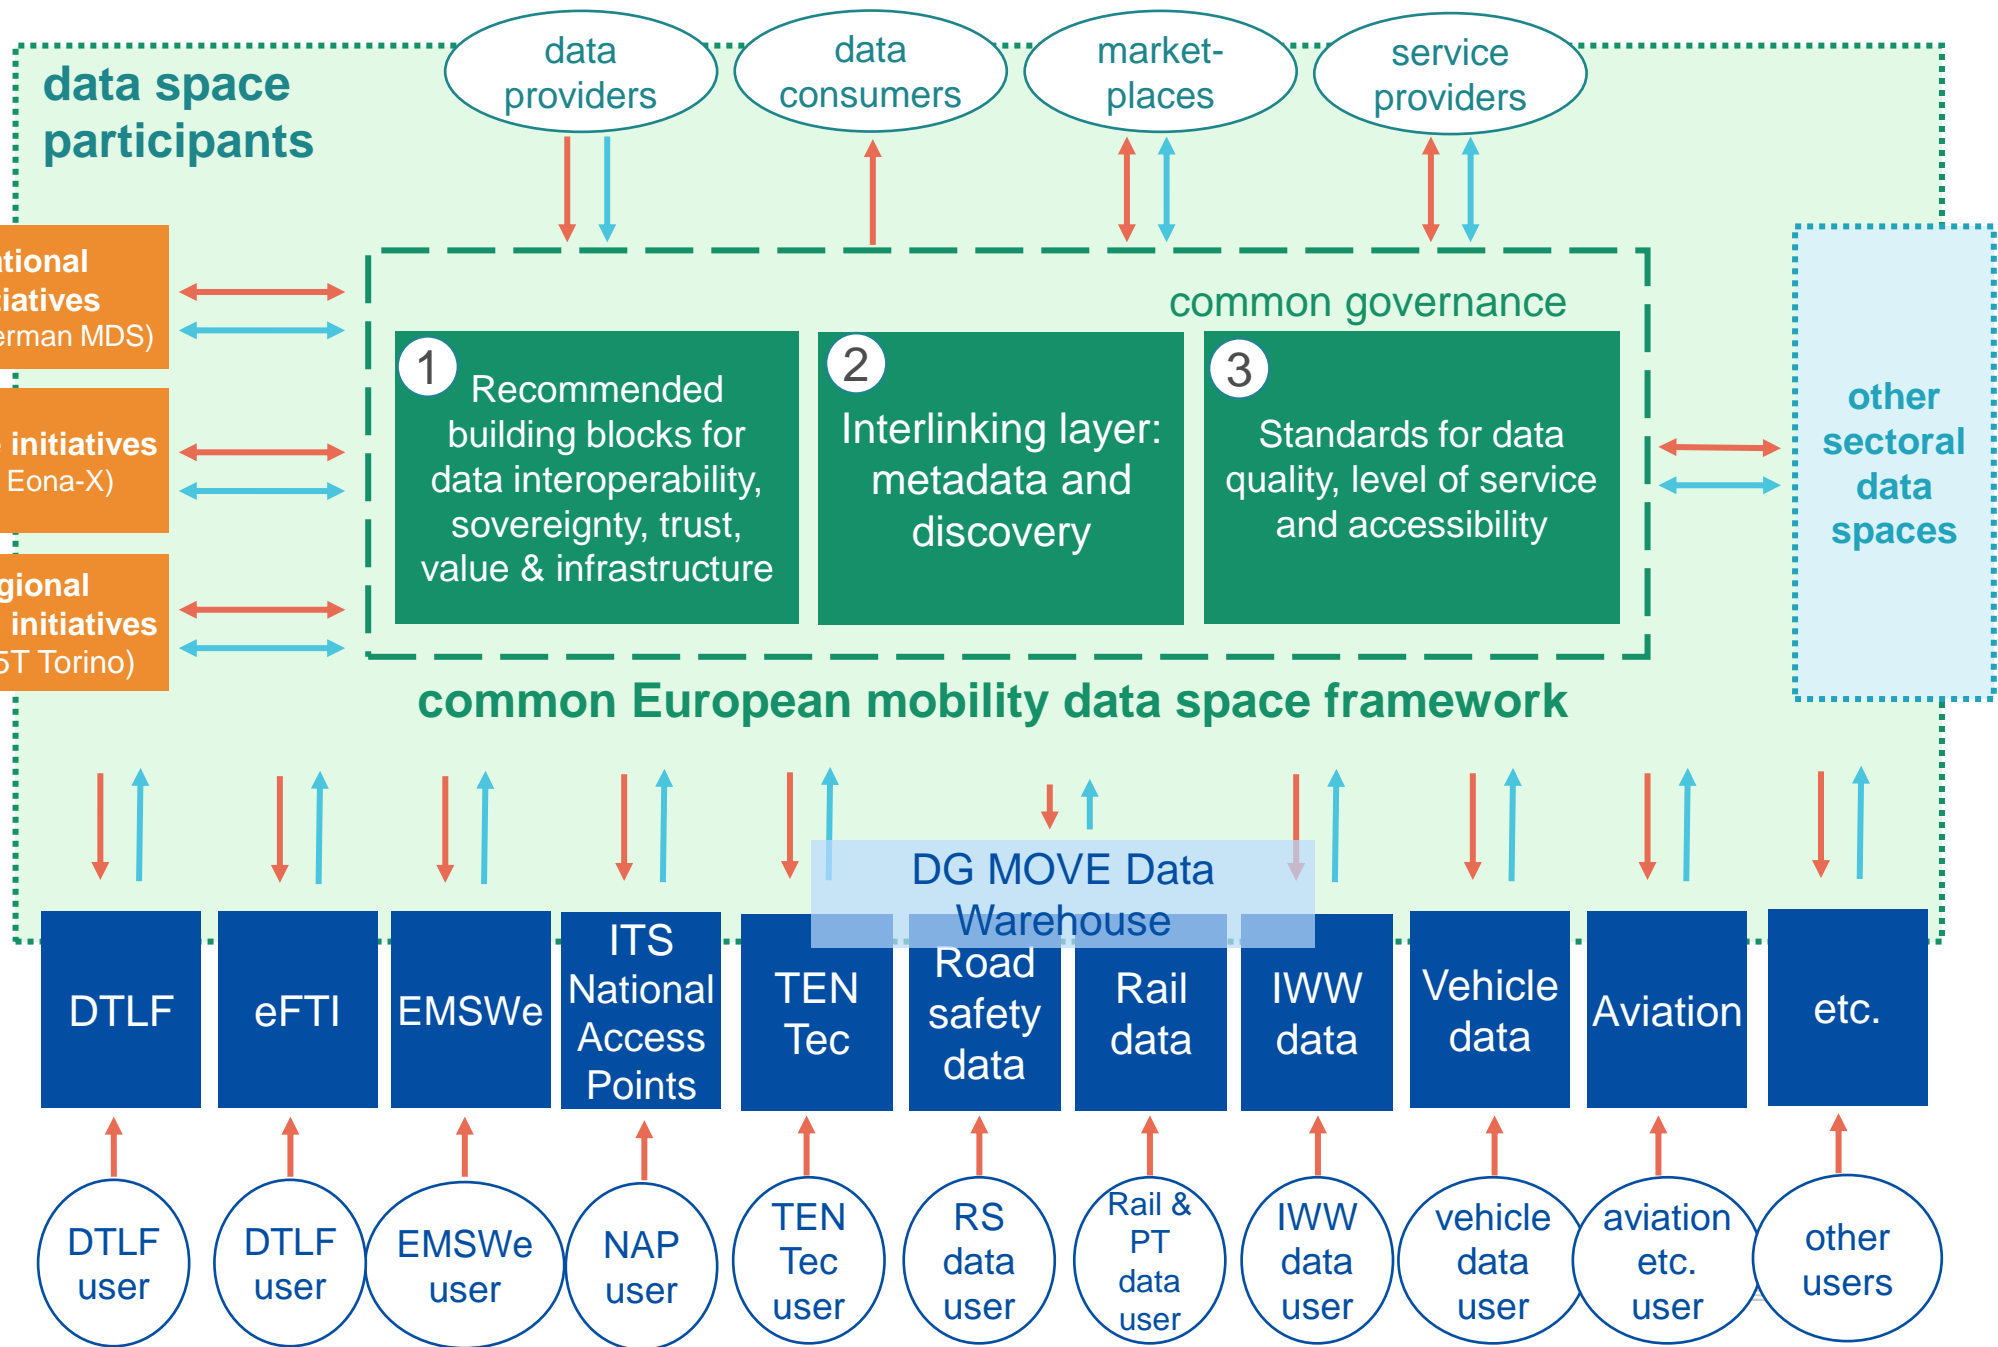 data space
participants
data
providers
data
consumers
market-
places
service
providers
ational
tiatives
erman MDS)
e initiatives
Eona-X)
gional
initiatives
5T Torino)
common governance
1
Recommended
building blocks for
data interoperability,
sovereignty, trust,
value & infrastructure
2
Interlinking layer:
metadata and
discovery
3
Standards for data
quality, level of service
and accessibility
other
sectoral
data
spaces
common European mobility data space framework
DG MOVE Data
Warehouse
DTLF
eFTI
EMSWe
ITS
National
Access
Points
TEN
Tec
Road
safety
data
Rail
data
IWW
data
Vehicle
data
Aviation
etc.
DTLF
user
DTLF
user
EMSWe
user
NAP
user
TEN
Tec
user
RS
data
user
Rail &
PT
data
user
IWW
data
user
vehicle
data
user
aviation
etc.
user
other
users